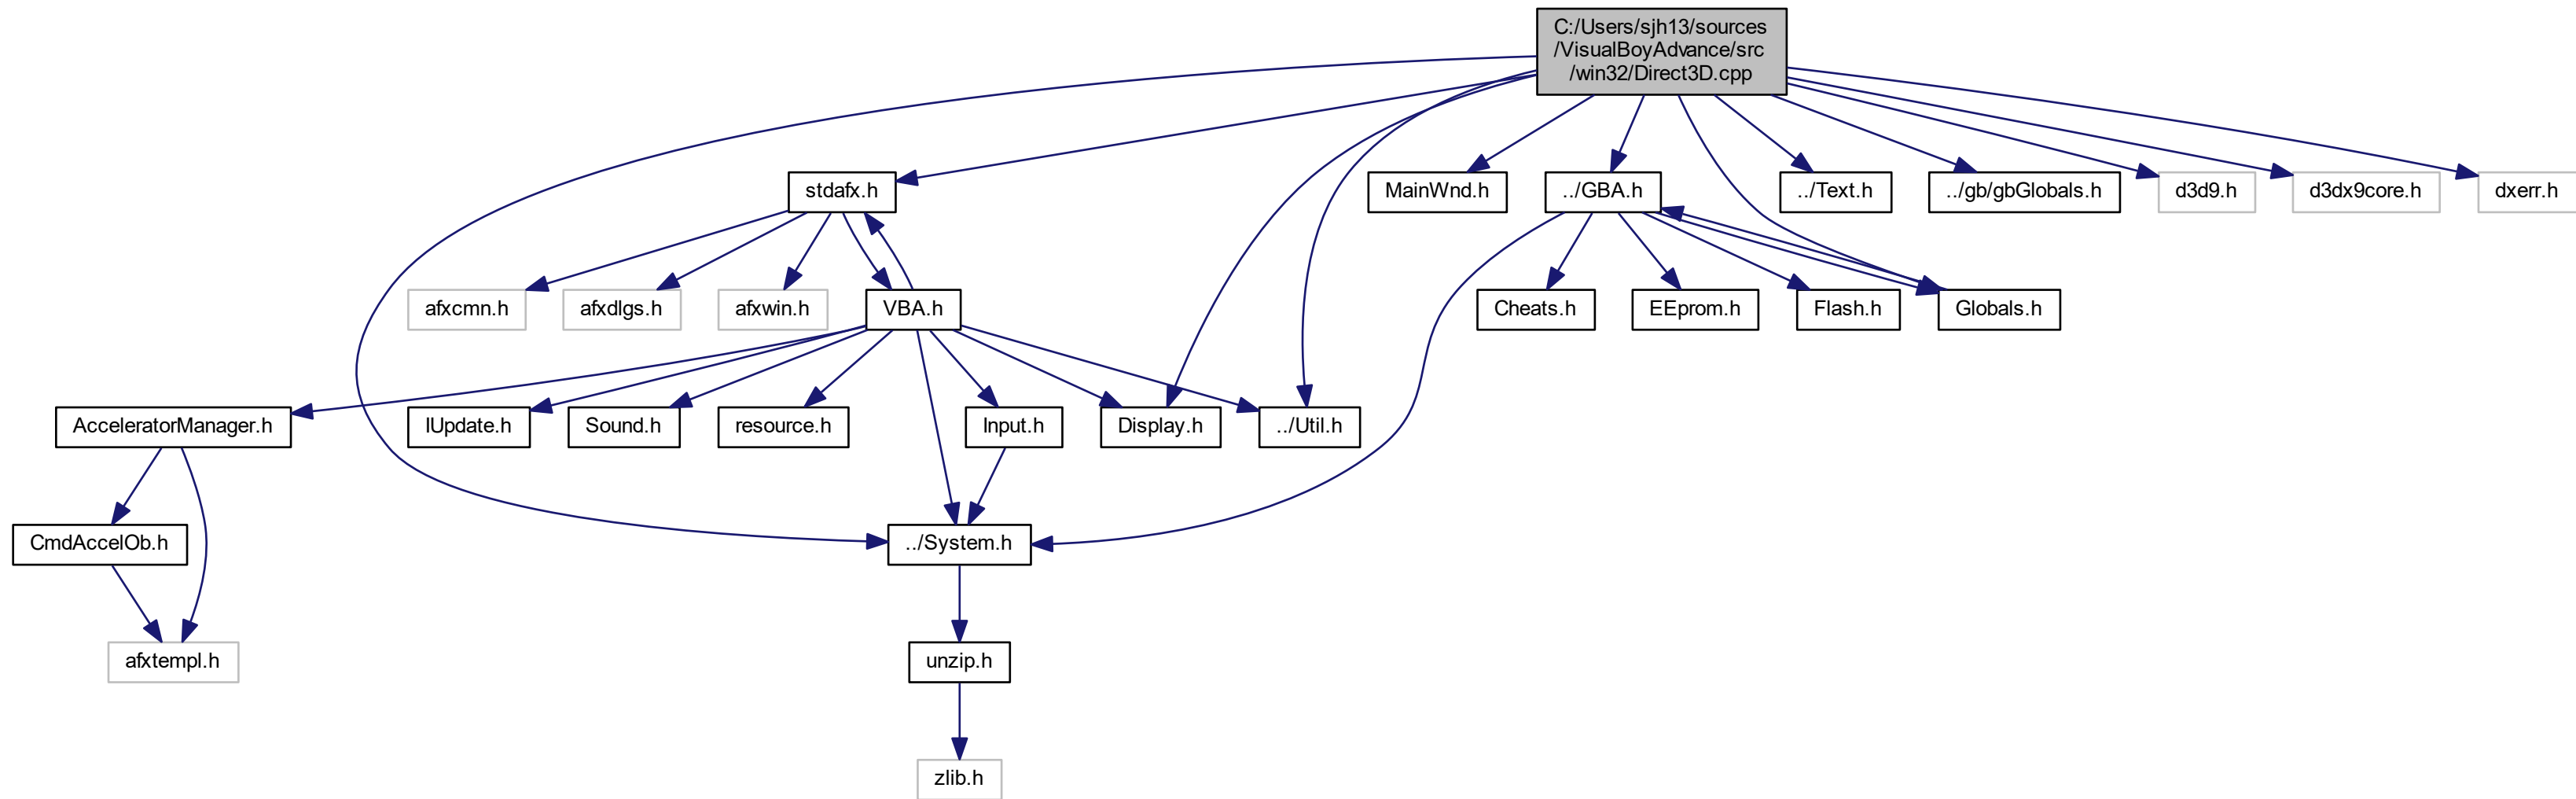 C:/Users/sjh13/sources
/VisualBoyAdvance/src
/win32/Direct3D.cpp
stdafx.h
MainWnd.h
../GBA.h
../Text.h
../gb/gbGlobals.h
d3d9.h
d3dx9core.h
dxerr.h
afxcmn.h
afxdlgs.h
afxwin.h
VBA.h
Cheats.h
EEprom.h
Flash.h
Globals.h
AcceleratorManager.h
IUpdate.h
Sound.h
resource.h
Input.h
Display.h
../Util.h
CmdAccelOb.h
../System.h
afxtempl.h
unzip.h
zlib.h